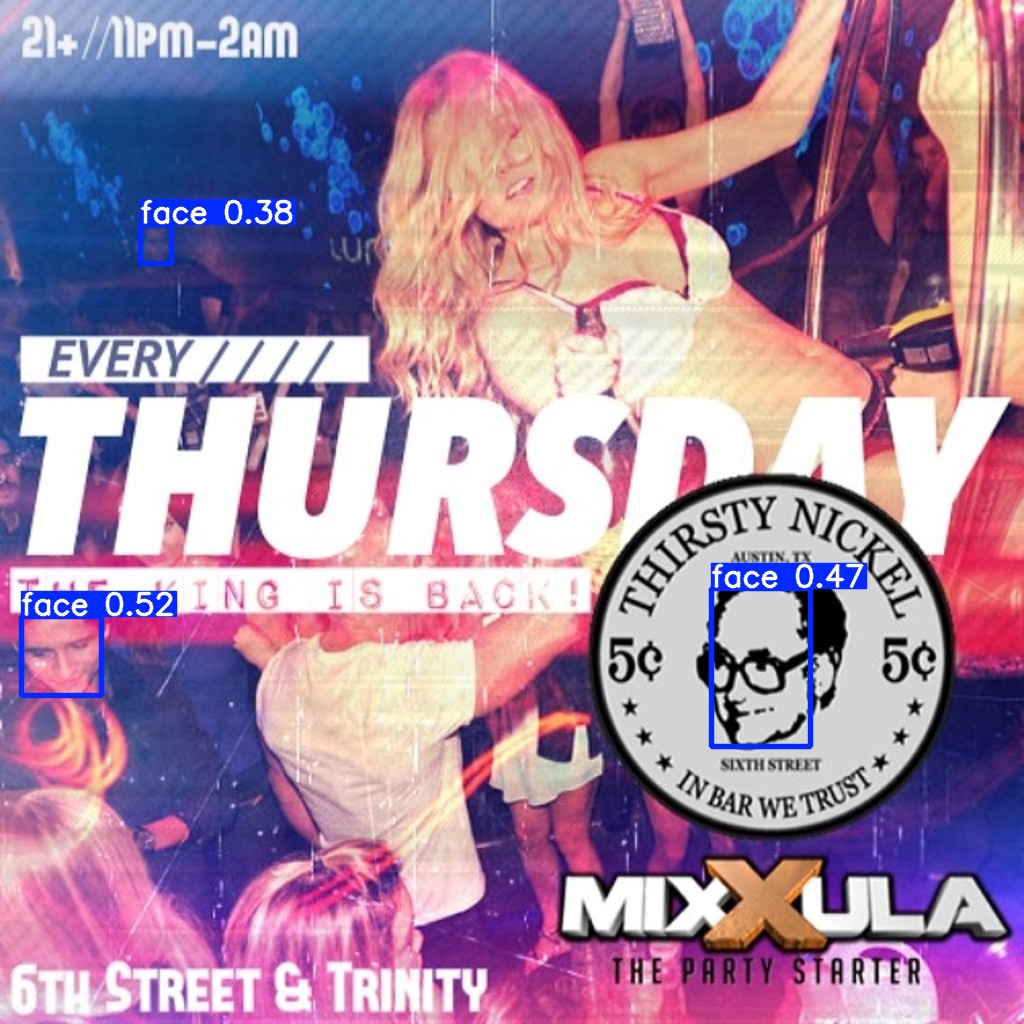 21+//11PM-2AM
face 0.38
EVERY////
THURSDAY
THIRSTY NICKEL
AUSTIN, TX
face 0.47
THE KING IS BACK!
face 0.52
5¢ 5¢
SIXTH STREET
IN BAR WE TRUST
MIXXULA
THE PARTY STARTER
6TH STREET & TRINITY